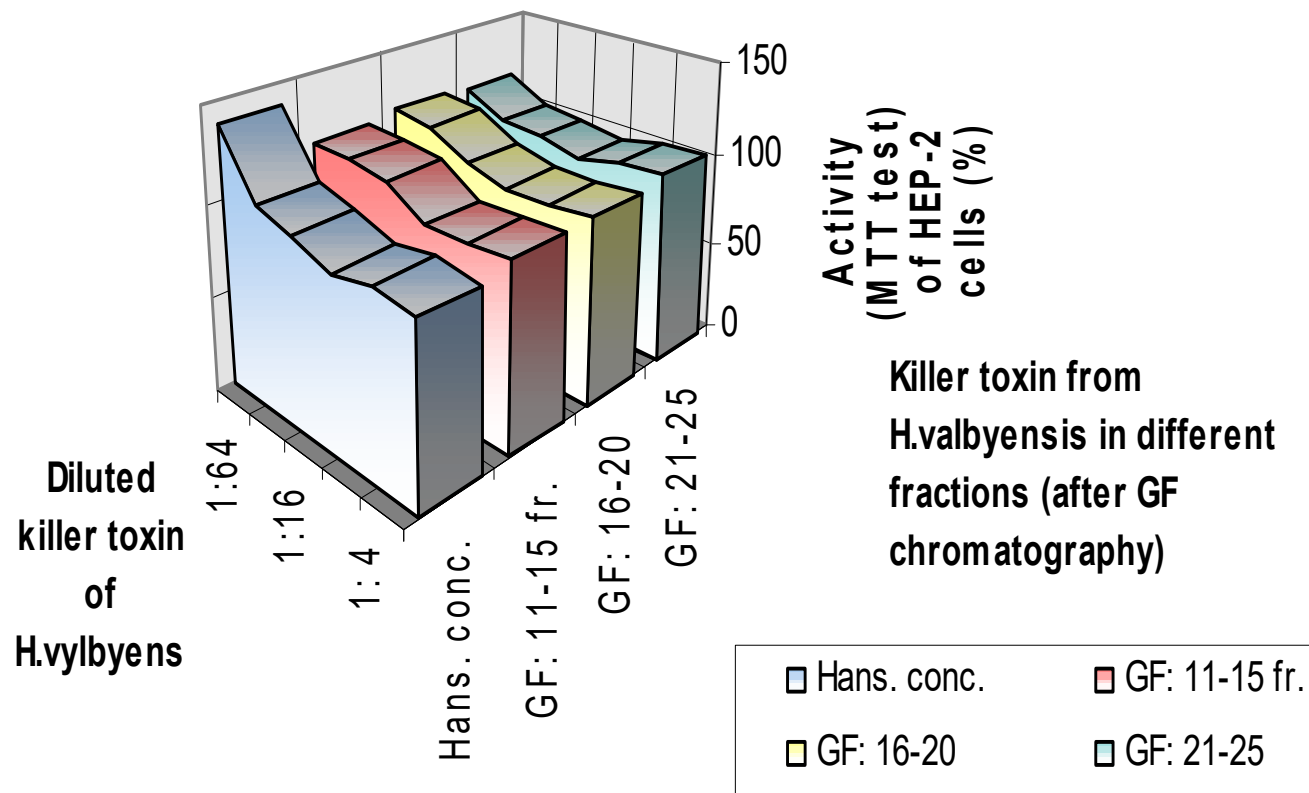 150
100
50
0
Activity
(MTT test)
of HEP-2
cells (%)
Killer toxin from
H.valbyensis in different
fractions (after GF
chromatography)
Diluted
killer toxin
of
H.vylbyens
1:64
1:16
1:4
Hans. conc.
GF: 11-15 fr.
GF: 16-20
GF: 21-25
Hans. conc.
GF: 11-15 fr.
GF: 16-20
GF: 21-25